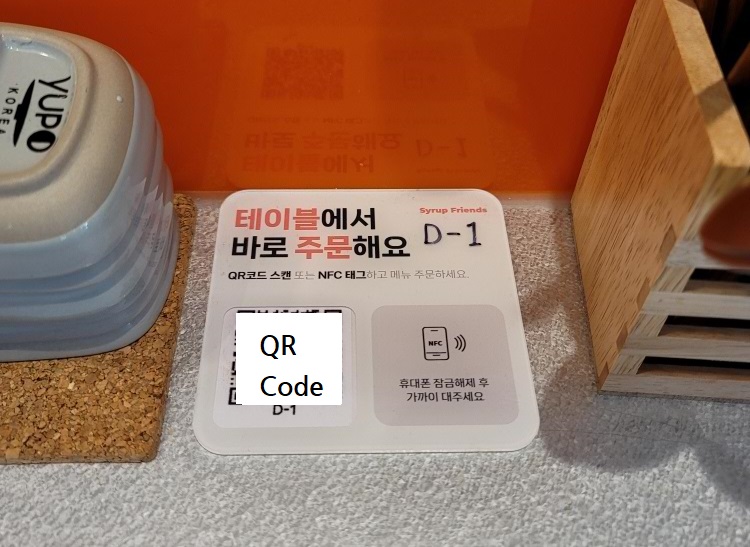 YUPO
KOREA
테이블에서
Syrup Friends
바로 주문해요
D-1
QR코드 스캔 또는 NFC 태그하고 메뉴 주문하세요.
QR
Code
D-1
NFC
휴대폰 잠금해제 후
가까이 대주세요